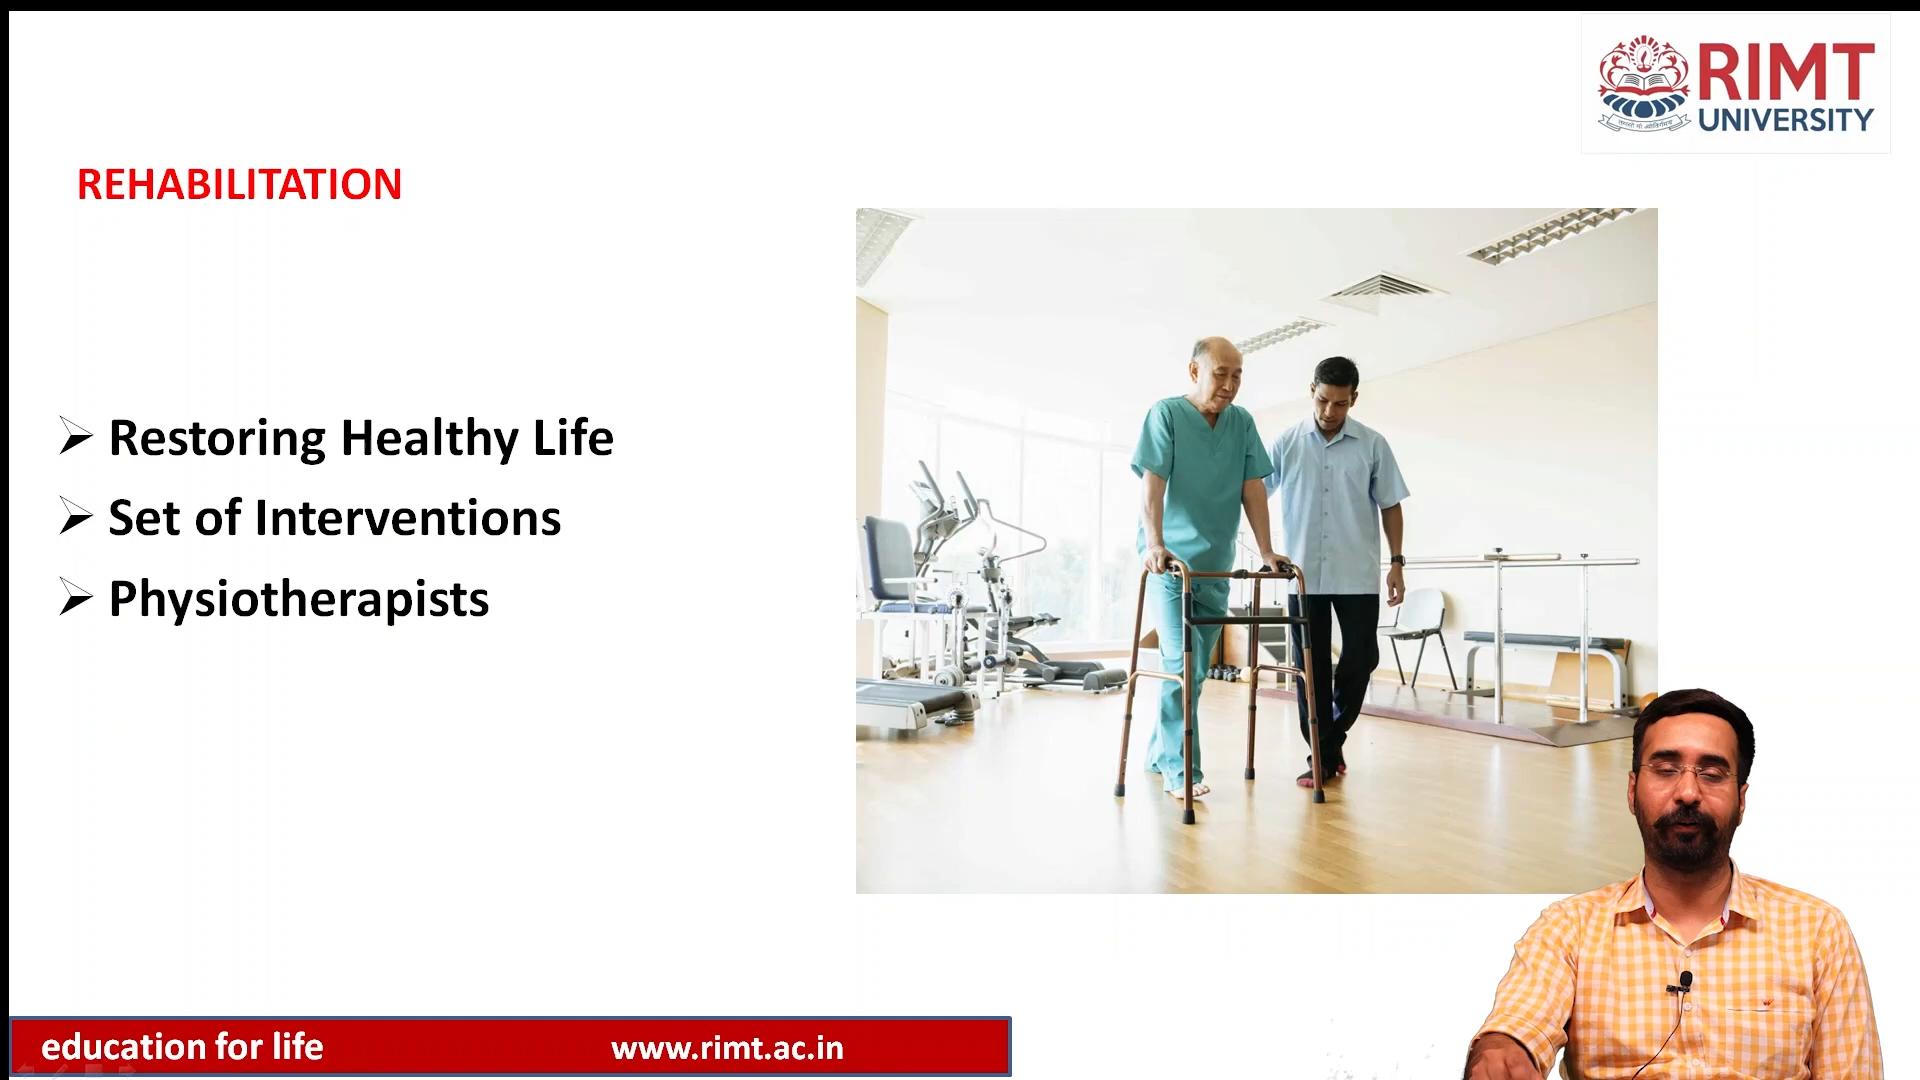 RIMT
UNIVERSITY
REHABILITATION
Restoring Healthy Life
Set of Interventions
Physiotherapists
education for life
www.rimt.ac.in